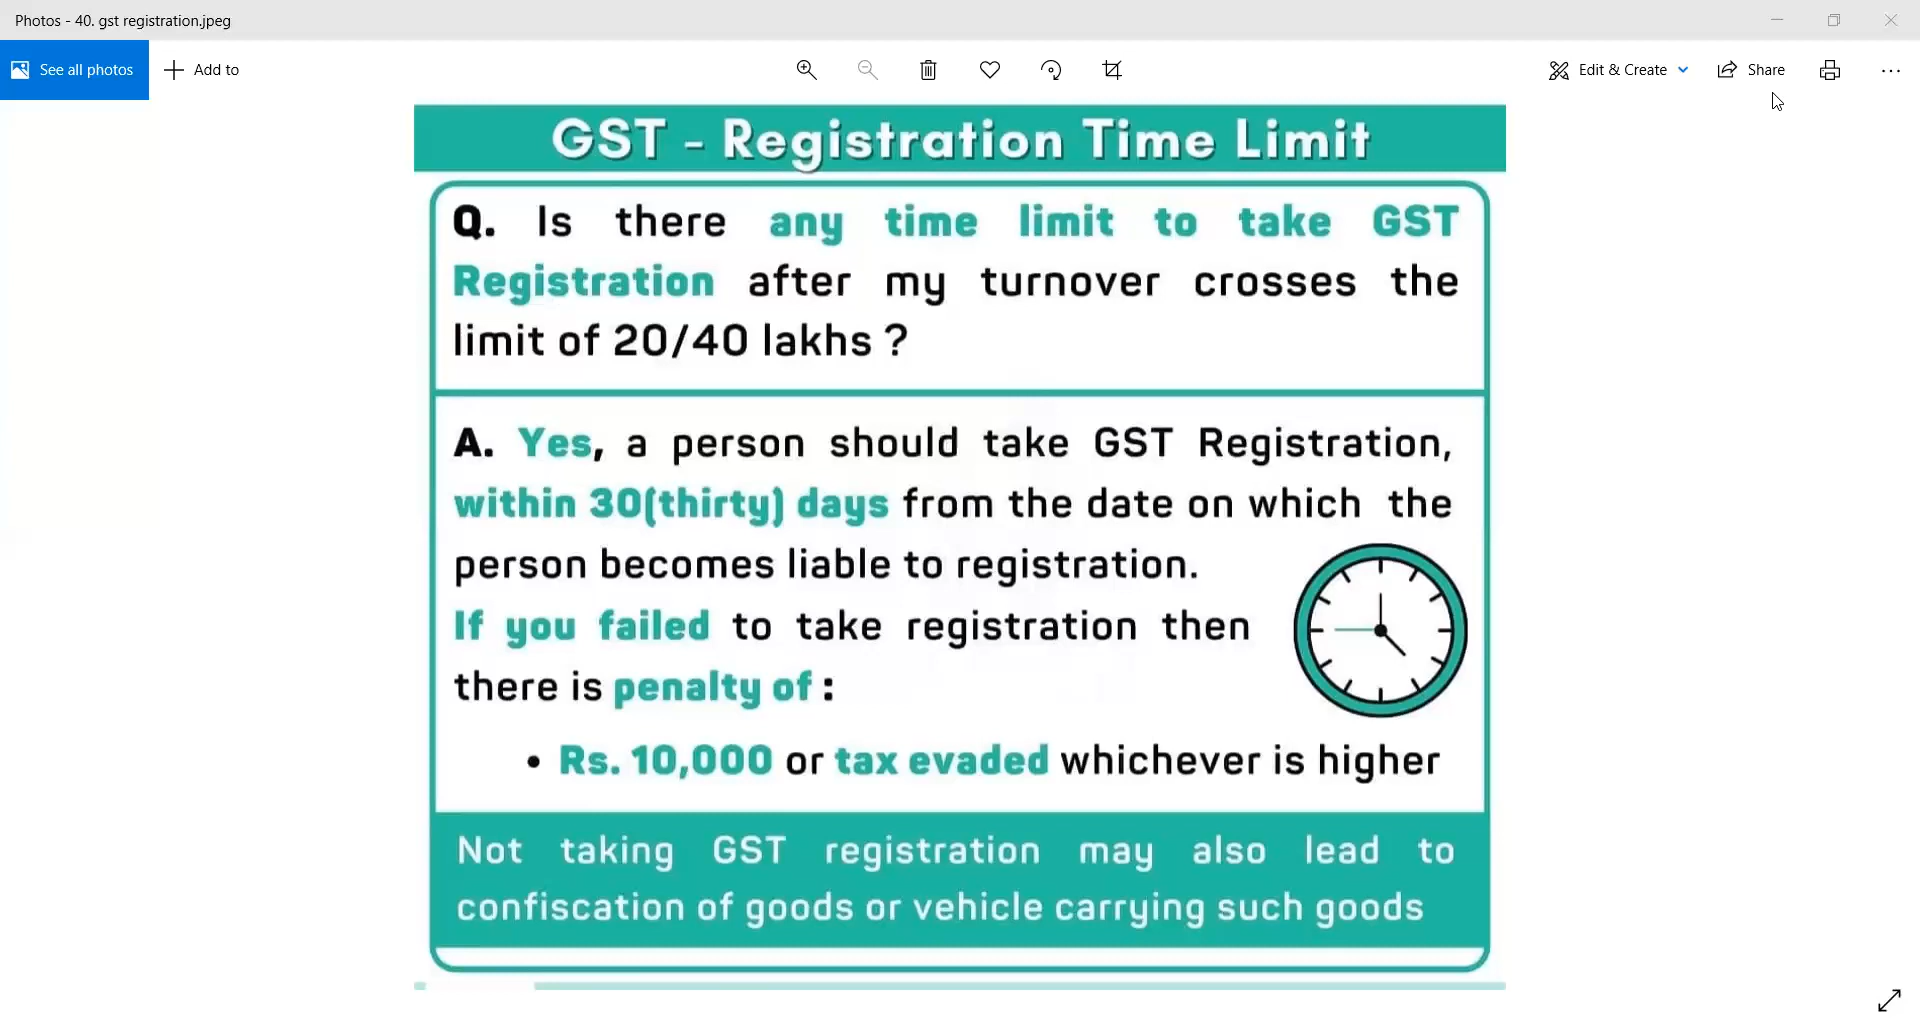 Photos - 40. gst registration.jpeg
See all photos
Add to
Edit & Create
Share
GST - Registration Time Limit
Q. Is there any time limit to take GST
Registration after my turnover crosses the
limit of 20/40 lakhs ?
A. Yes, a person should take GST Registration,
within 30(thirty) days from the date on which the
person becomes liable to registration.
If you failed to take registration then
there is penalty of :
• Rs. 10,000 or tax evaded whichever is higher
Not taking GST registration may also lead to
confiscation of goods or vehicle carrying such goods